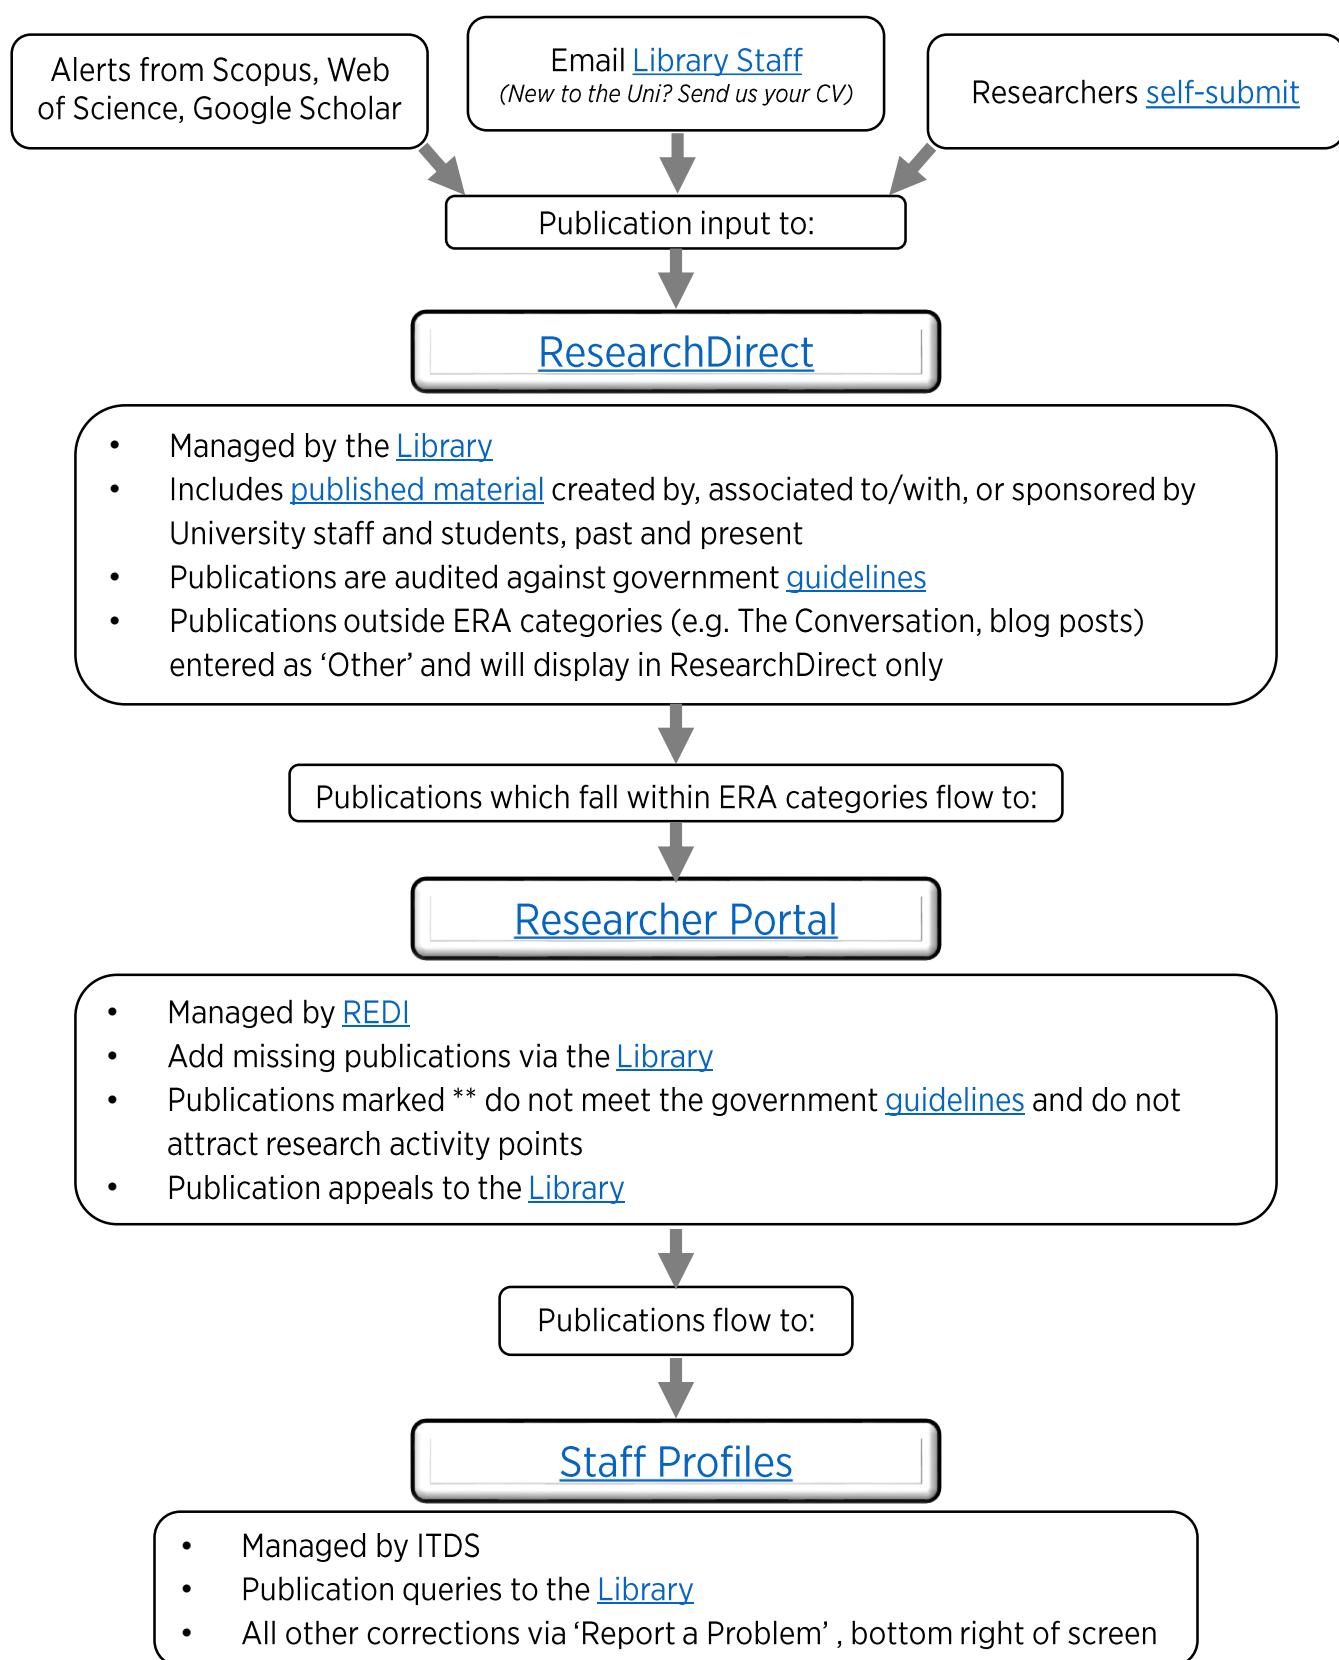 Alerts from Scopus, Web
of Science, Google Scholar
Email Library Staff
(New to the Uni? Send us your CV)
Researchers self-submit
Publication input to:
ResearchDirect
• Managed by the Library
• Includes published material created by, associated to/with, or sponsored by
University staff and students, past and present
• Publications are audited against government guidelines
• Publications outside ERA categories (e.g. The Conversation, blog posts)
entered as ‘Other’ and will display in ResearchDirect only
Publications which fall within ERA categories flow to:
Researcher Portal
• Managed by REDI
• Add missing publications via the Library
• Publications marked ** do not meet the government guidelines and do not
attract research activity points
• Publication appeals to the Library
Publications flow to:
Staff Profiles
• Managed by ITDS
• Publication queries to the Library
• All other corrections via ‘Report a Problem’ , bottom right of screen